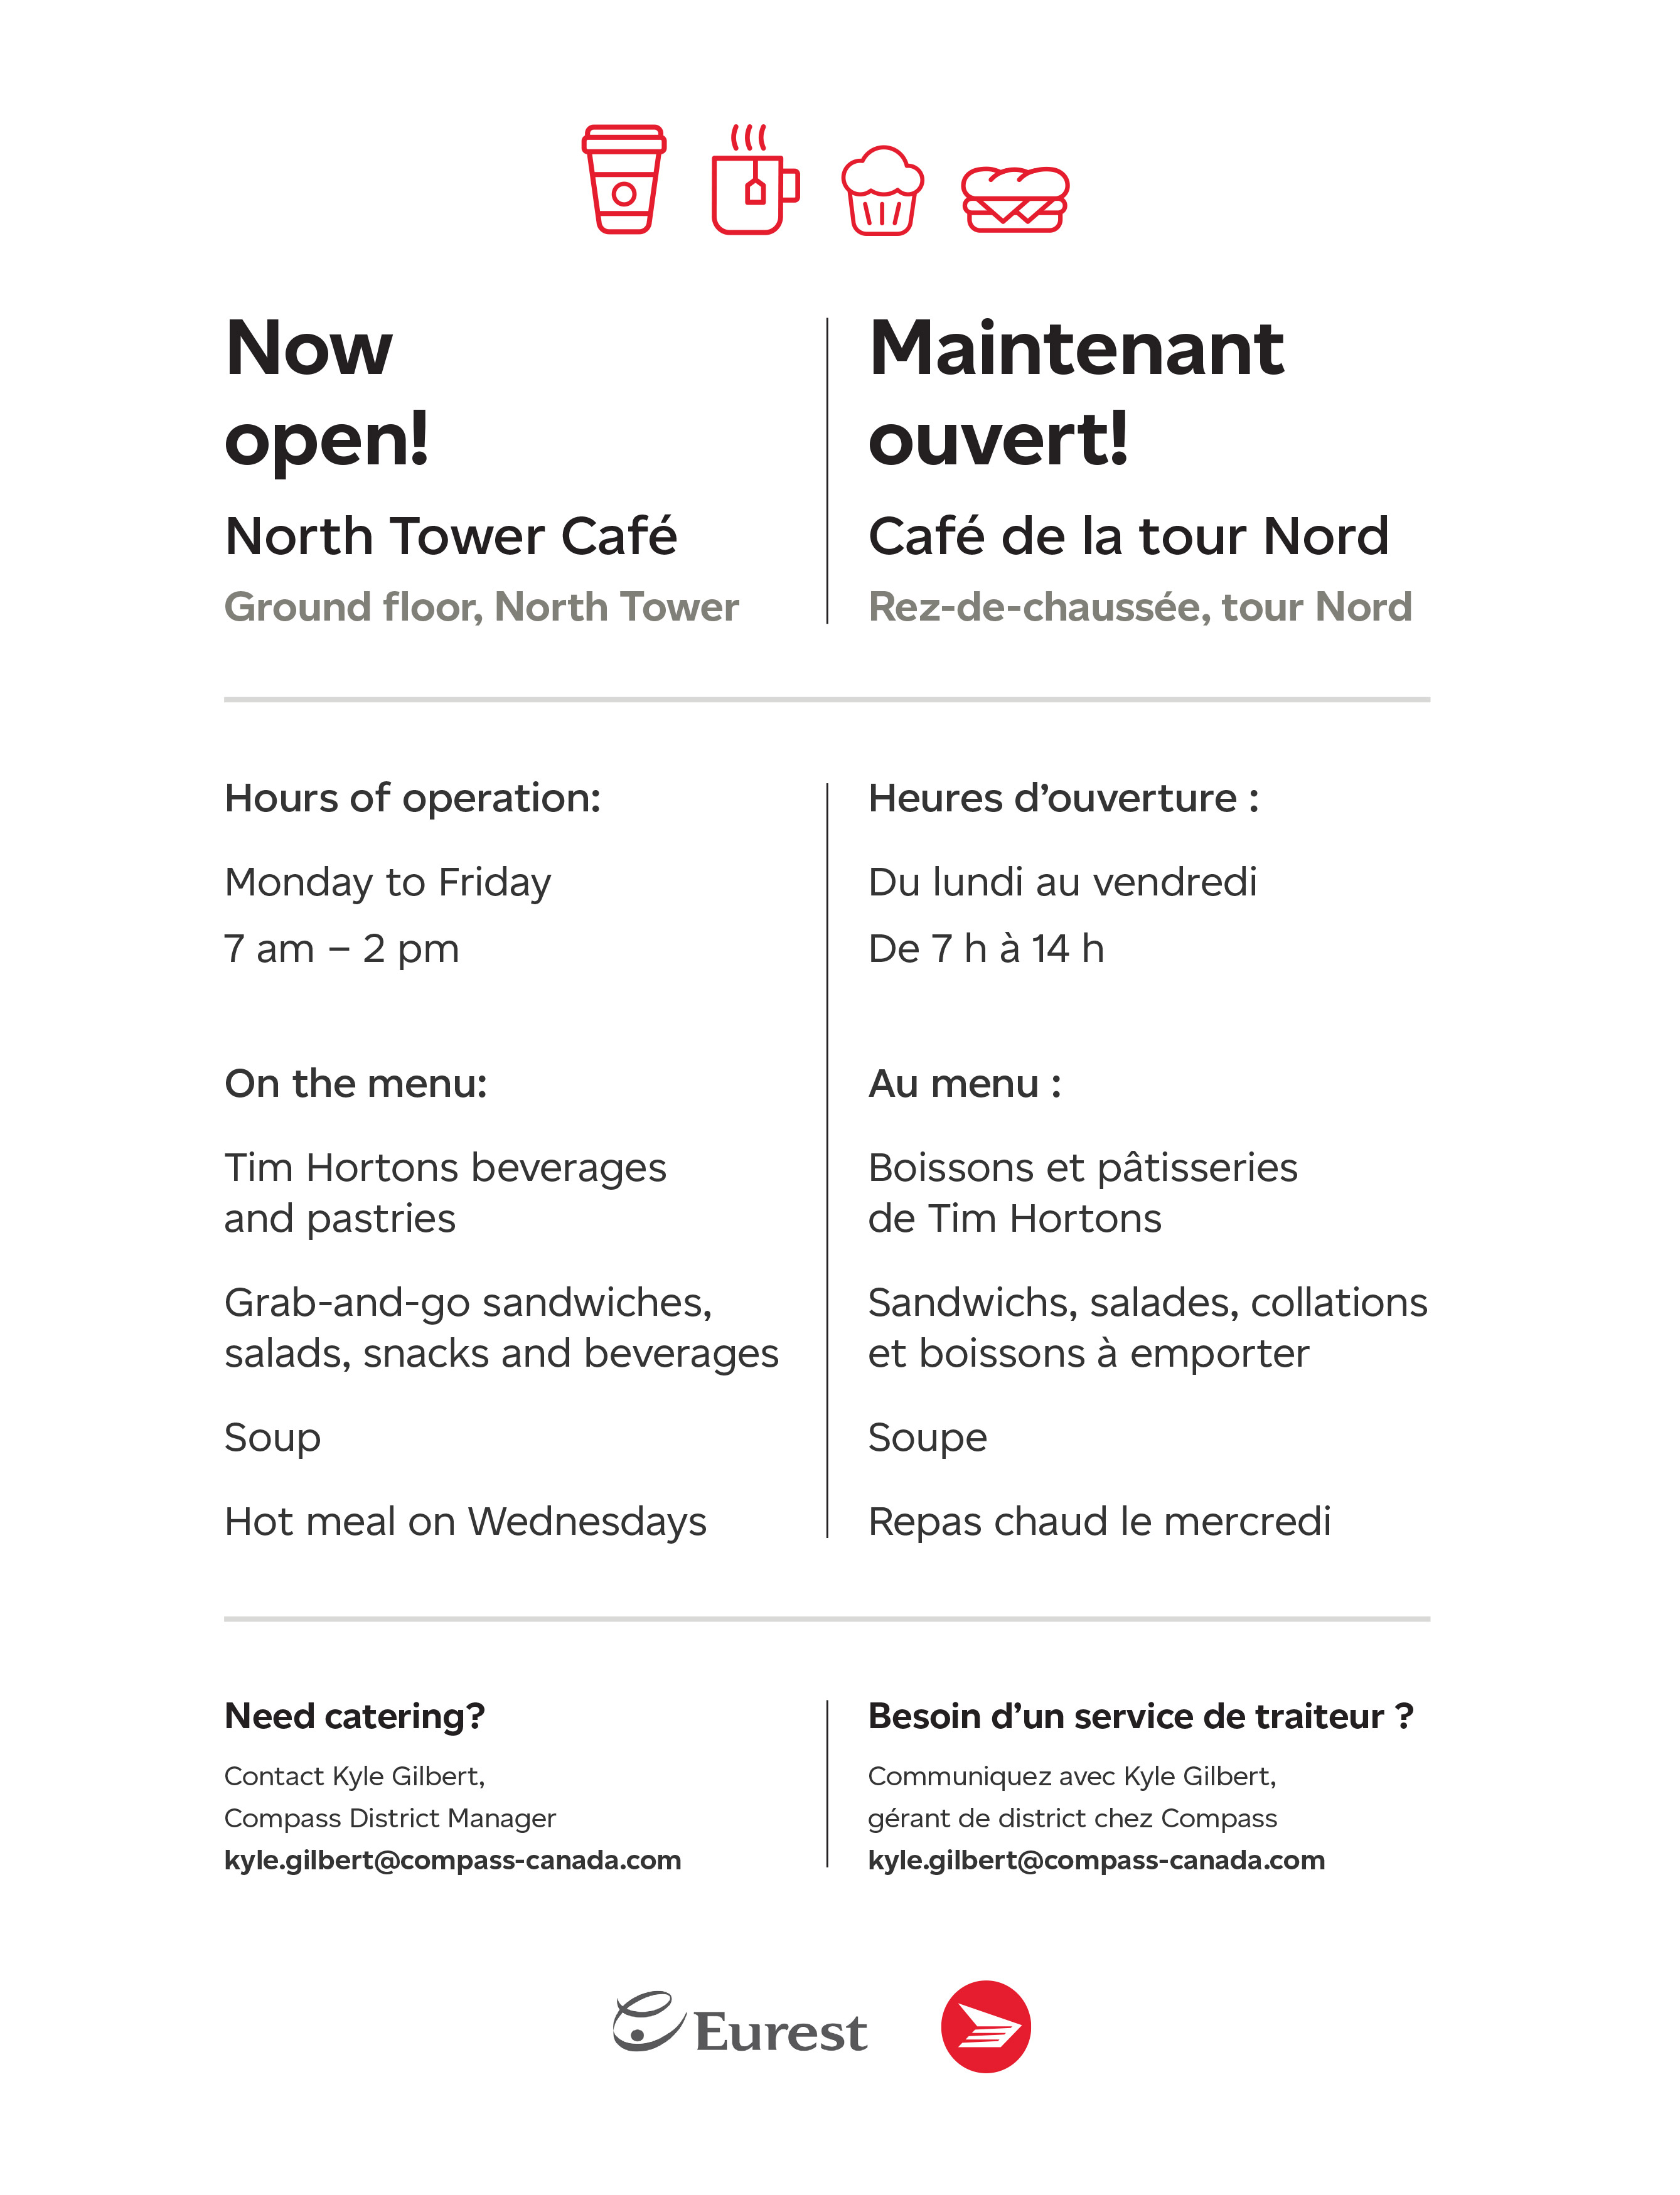 Now
open!
North Tower Café
Ground floor, North Tower
Maintenant
ouvert!
Café de la tour Nord
Rez-de-chaussée, tour Nord
Hours of operation:
Monday to Friday
7 am – 2 pm
On the menu:
Tim Hortons beverages
and pastries
Grab-and-go sandwiches,
salads, snacks and beverages
Soup
Hot meal on Wednesdays
Heures d’ouverture :
Du lundi au vendredi
De 7 h à 14 h
Au menu :
Boissons et pâtisseries
de Tim Hortons
Sandwichs, salades, collations
et boissons à emporter
Soupe
Repas chaud le mercredi
Need catering?
Contact Kyle Gilbert,
Compass District Manager
kyle.gilbert@compass-canada.com
Besoin d’un service de traiteur ?
Communiquez avec Kyle Gilbert,
gérant de district chez Compass
kyle.gilbert@compass-canada.com
Eurest